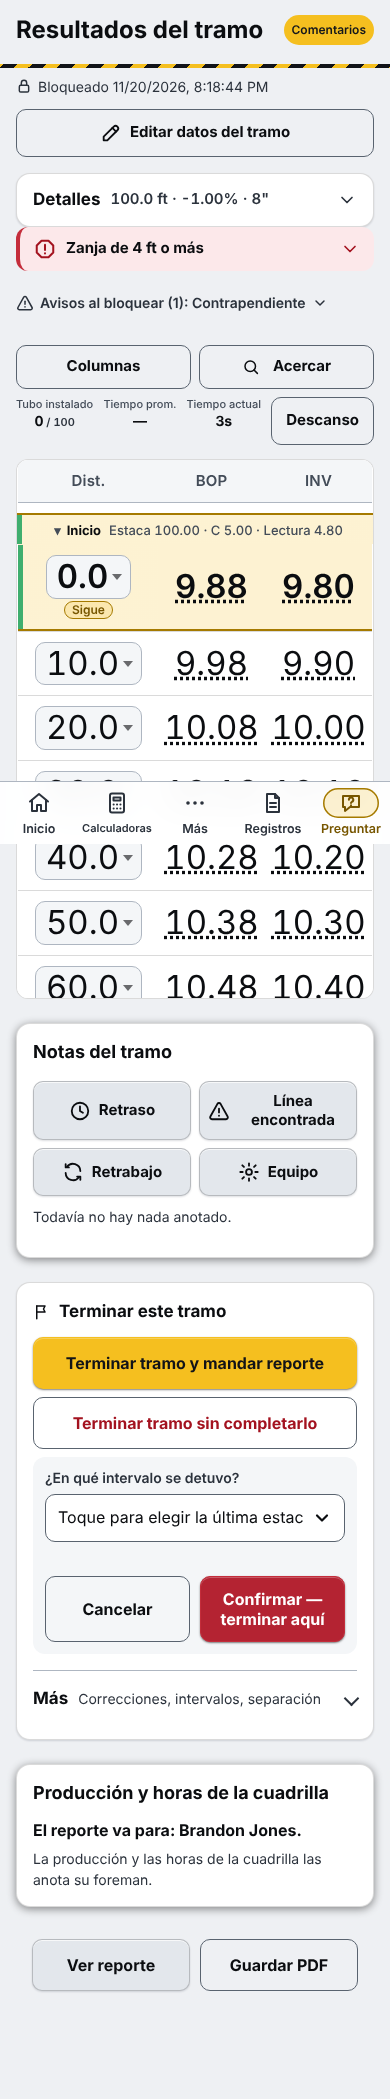 Resultados del tramo
Comentarios
Bloqueado 11/20/2026, 8:18:44 PM
Editar datos del tramo
Detalles 100.0 ft · -1.00% · 8"
Zanja de 4 ft o más
Avisos al bloquear (1): Contrapendiente
Columnas
Acercar
Tubo instalado Tiempo prom. Tiempo actual
0 / 100 — 3s
Descanso
Dist. BOP INV
▾ Inicio Estaca 100.00 · C 5.00 · Lectura 4.80
0.0 9.88 9.80
Sigue
10.0 9.98 9.90
20.0 10.08 10.00
Inicio Calculadoras Más Registros Preguntar
40.0 10.28 10.20
50.0 10.38 10.30
60.0 10.48 10.40
Notas del tramo
Retraso
Línea
encontrada
Retrabajo
Equipo
Todavía no hay nada anotado.
Terminar este tramo
Terminar tramo y mandar reporte
Terminar tramo sin completarlo
¿En qué intervalo se detuvo?
Toque para elegir la última estac
Cancelar
Confirmar —
terminar aquí
Más Correcciones, intervalos, separación
Producción y horas de la cuadrilla
El reporte va para: Brandon Jones.
La producción y las horas de la cuadrilla las
anota su foreman.
Ver reporte
Guardar PDF